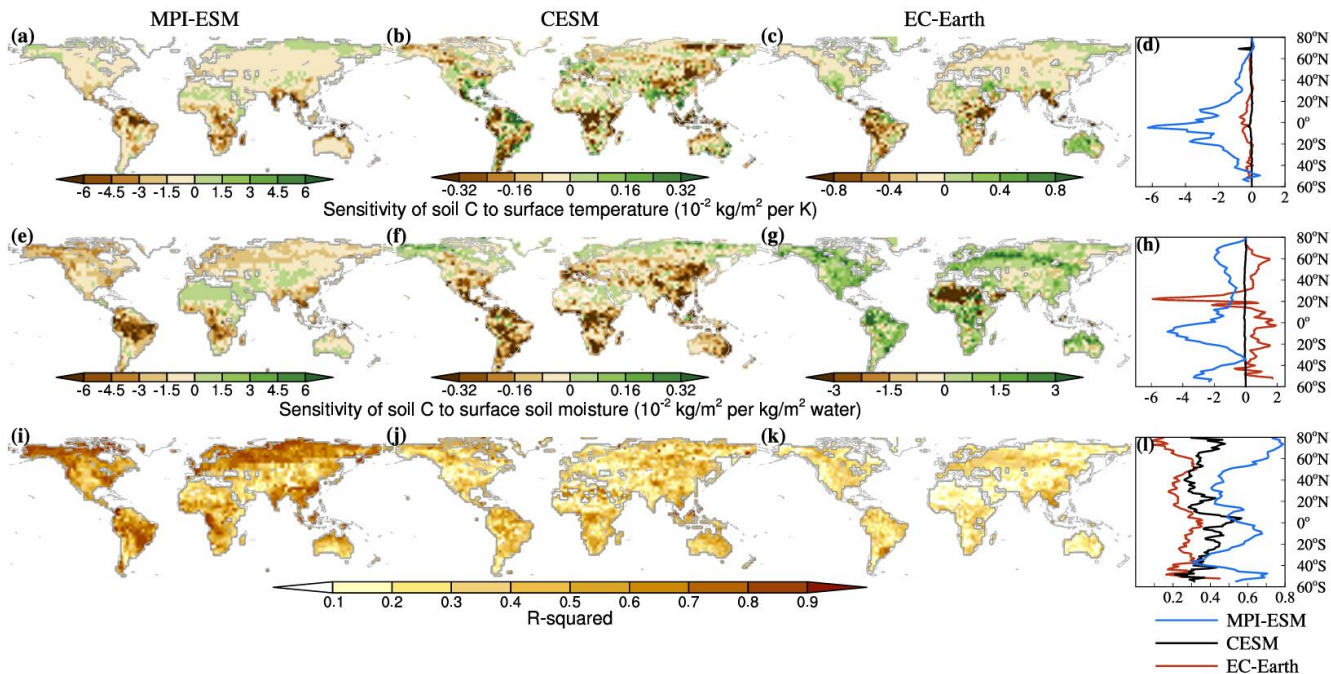 MPI-ESM CESM EC-Earth
(a) (b) (c) (d) 80°N
60°N
40°N
20°N
0°
20°S
40°S
60°S
-6 -4.5 -3 -1.5 0 1.5 3 4.5 6 -0.32 -0.16 0 0.16 0.32 -0.8 -0.4 0 0.4 0.8 -6 -4 -2 0 2
Sensitivity of soil C to surface temperature (10⁻² kg/m² per K)
(e) (f) (g) (h) 80°N
60°N
40°N
20°N
0°
20°S
40°S
60°S
-6 -4.5 -3 -1.5 0 1.5 3 4.5 6 -0.32 -0.16 0 0.16 0.32 -3 -1.5 0 1.5 3 -6 -4 -2 0 2
Sensitivity of soil C to surface soil moisture (10⁻² kg/m² per kg/m² water)
(i) (j) (k) (l) 80°N
60°N
40°N
20°N
0°
20°S
40°S
60°S
0.2 0.4 0.6 0.8
0.1 0.2 0.3 0.4 0.5 0.6 0.7 0.8 0.9
R-squared
MPI-ESM
CESM
EC-Earth